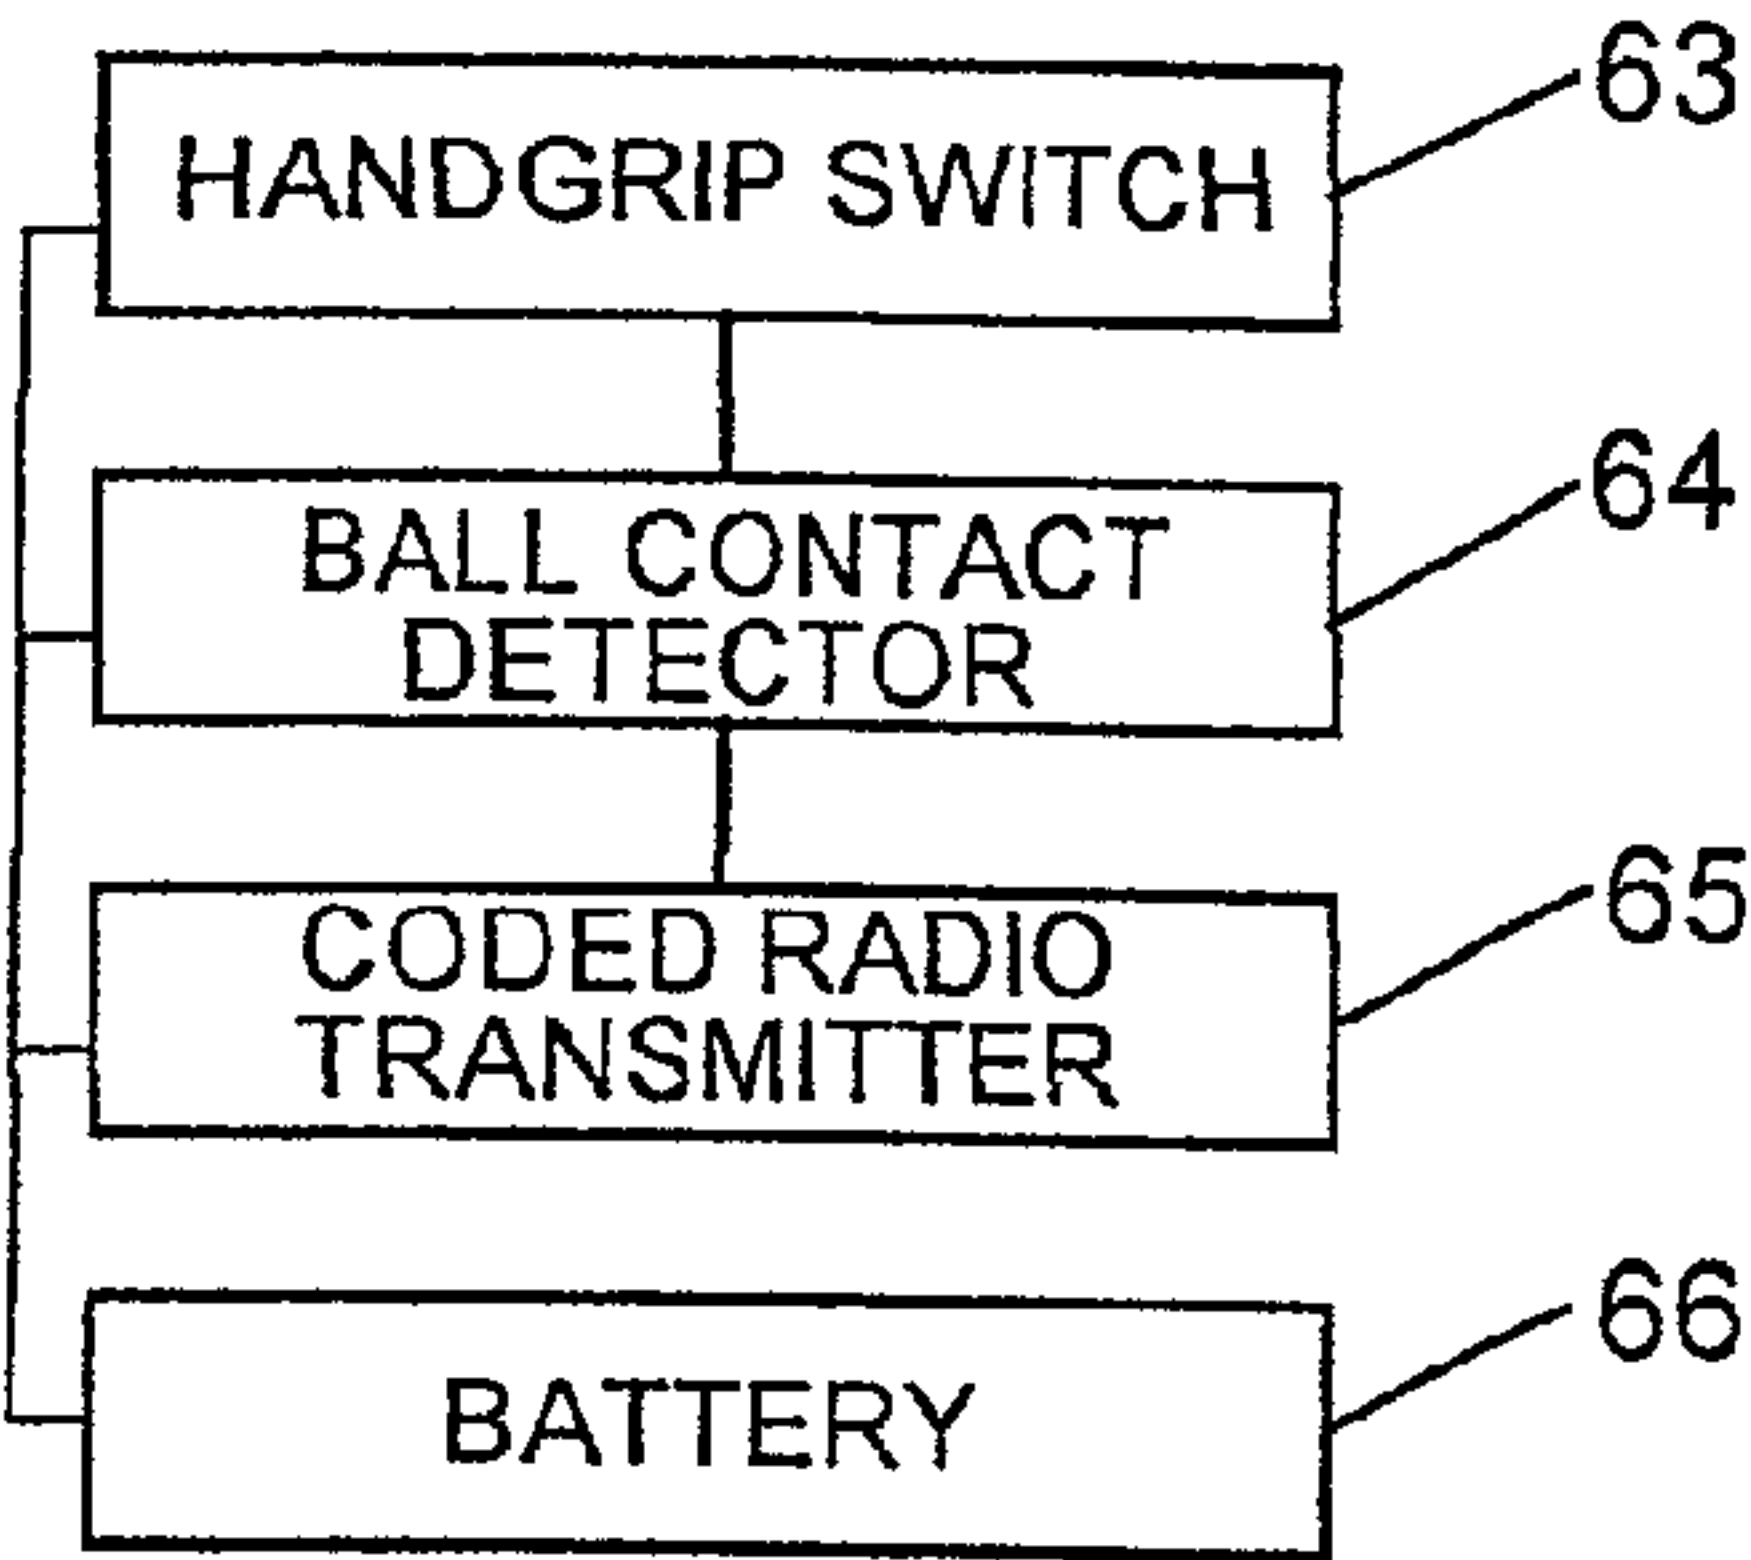 HANDGRIP SWITCH
63
BALL CONTACT
DETECTOR
64
CODED RADIO
TRANSMITTER
65
BATTERY
66